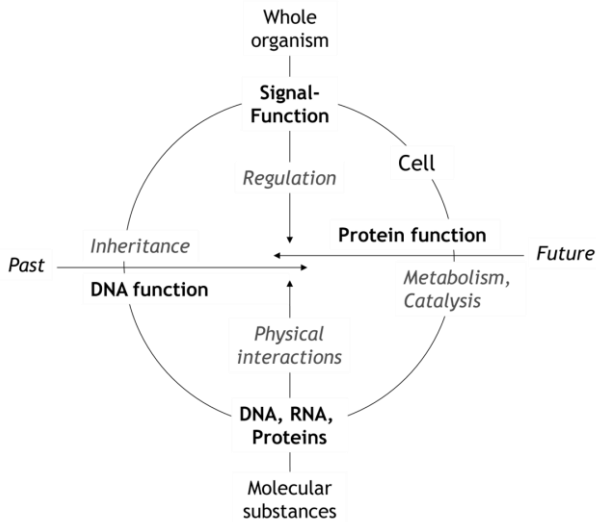 Whole
organism
Signal-
Function
Cell
Regulation
Protein function
Inheritance
Past
Future
DNA function
Metabolism,
Catalysis
Physical
interactions
DNA, RNA,
Proteins
Molecular
substances